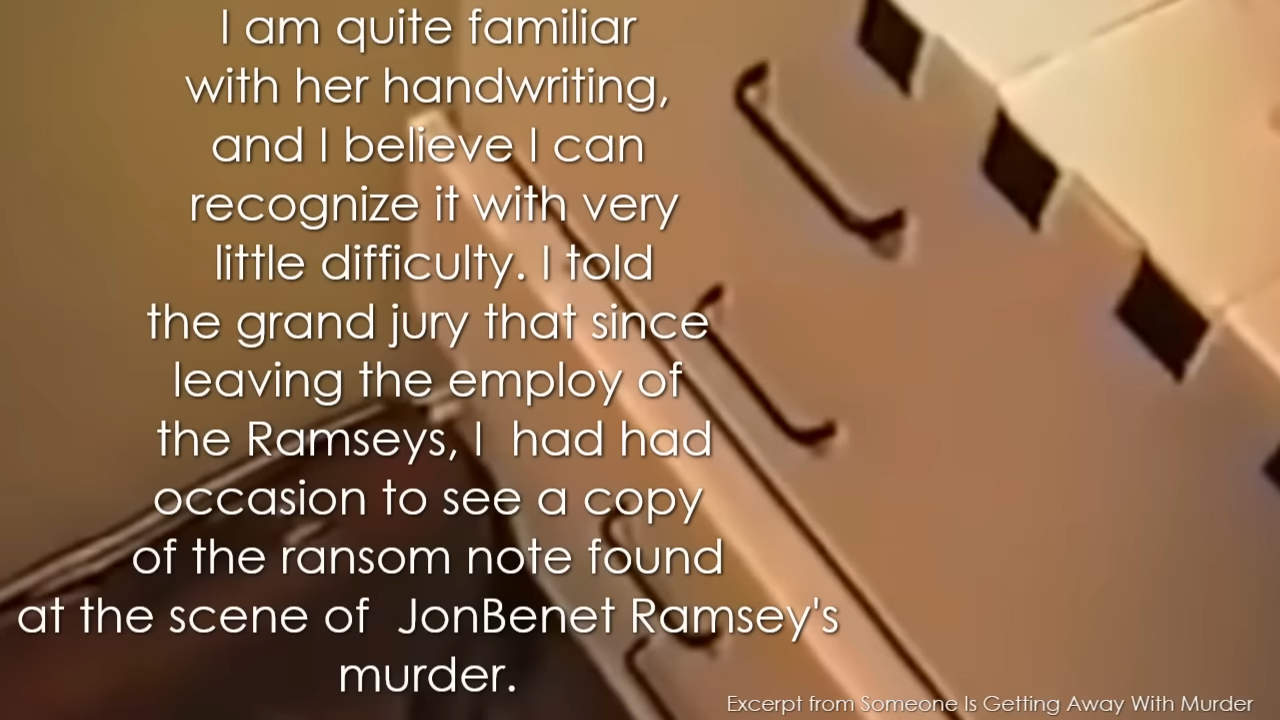 I am quite familiar
with her handwriting,
and I believe I can
recognize it with very
little difficulty. I told
the grand jury that since
leaving the employ of
the Ramseys, I  had had
occasion to see a copy
of the ransom note found
at the scene of  JonBenet Ramsey's
murder.
Excerpt from Someone Is Getting Away With Murder